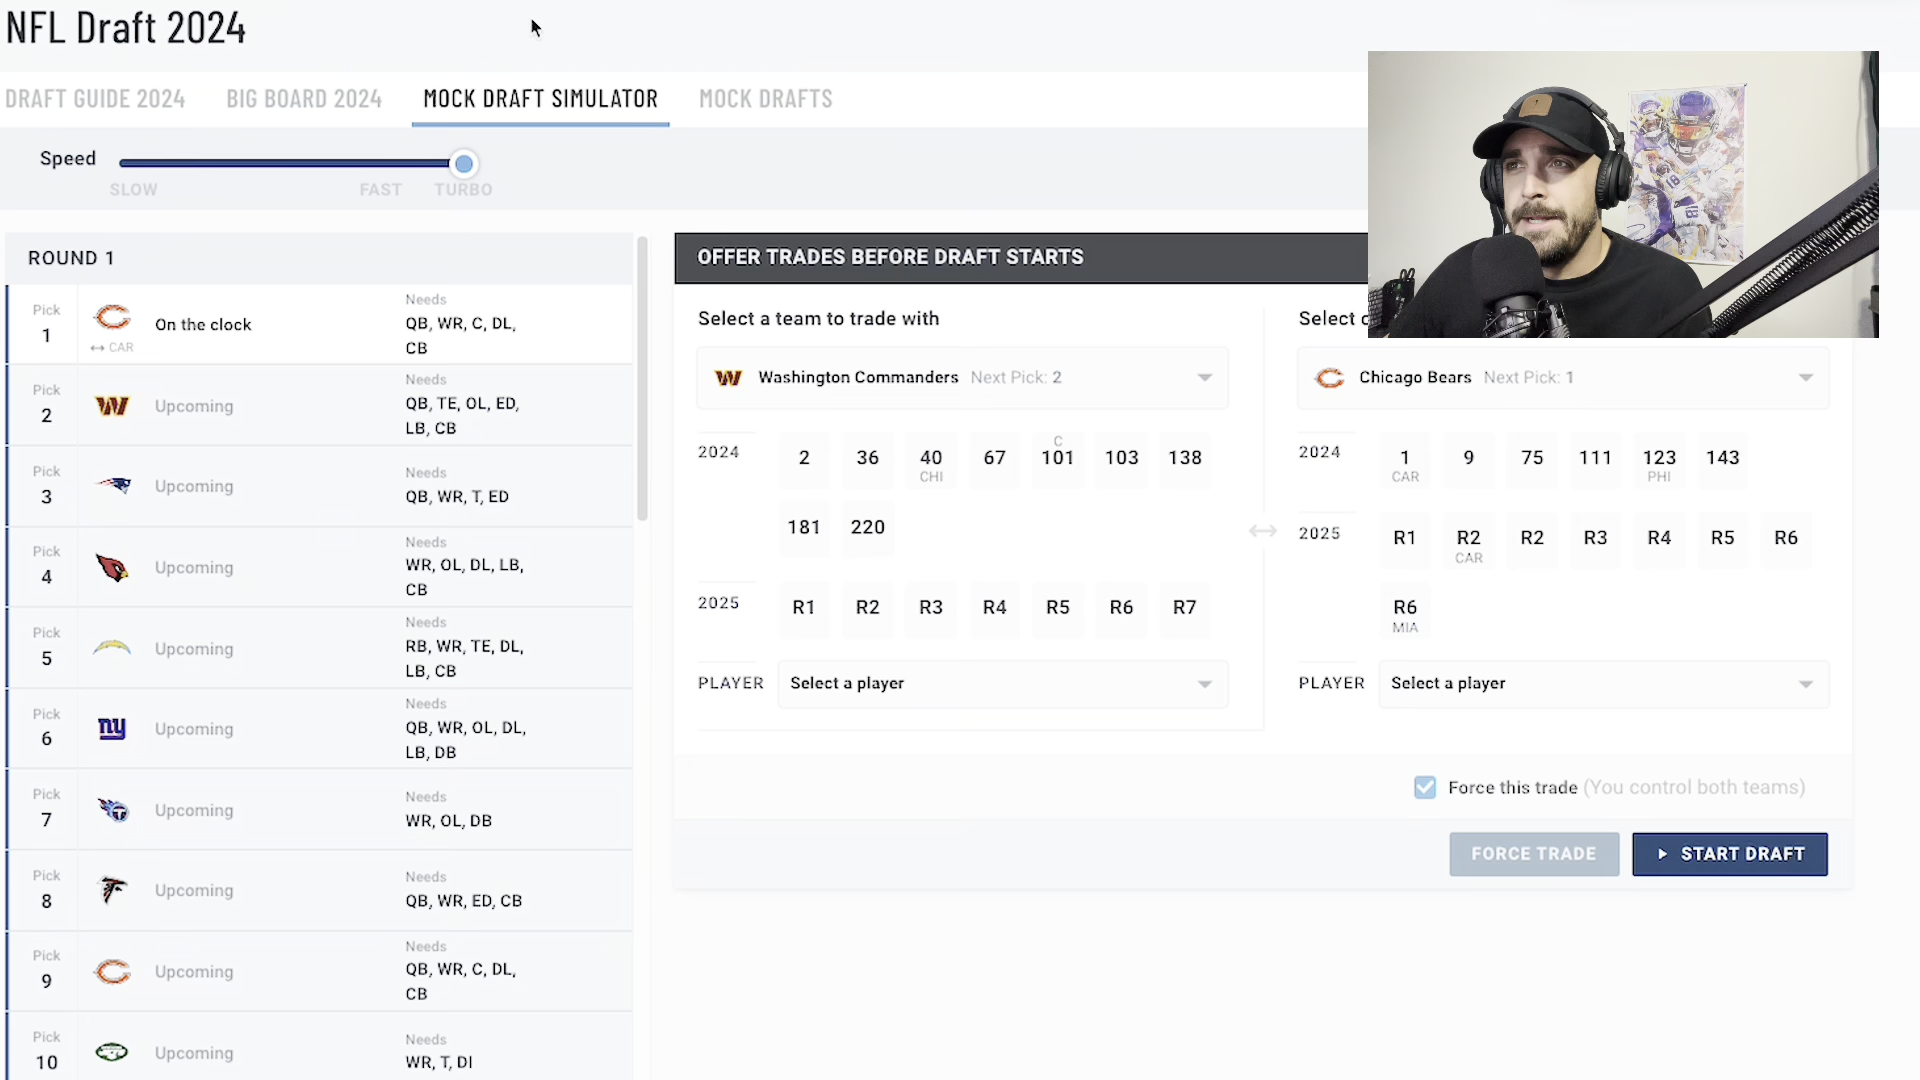 NFL Draft 2024
DRAFT GUIDE 2024
BIG BOARD 2024
MOCK DRAFT SIMULATOR
MOCK DRAFTS
Speed
SLOW
FAST
TURBO
ROUND 1
Pick
1
CAR
On the clock
Needs
QB, WR, C, DL,
CB
Pick
2
Upcoming
Needs
QB, TE, OL, ED,
LB, CB
Pick
3
Upcoming
Needs
QB, WR, T, ED
Pick
4
Upcoming
Needs
WR, OL, DL, LB,
CB
Pick
5
Upcoming
Needs
RB, WR, TE, DL,
LB, CB
Pick
6
ny
Upcoming
Needs
QB, WR, OL, DL,
LB, DB
Pick
7
Upcoming
Needs
WR, OL, DB
Pick
8
Upcoming
Needs
QB, WR, ED, CB
Pick
9
Upcoming
Needs
QB, WR, C, DL,
CB
Pick
10
Upcoming
Needs
WR, T, DI
OFFER TRADES BEFORE DRAFT STARTS
Select a team to trade with
Washington Commanders Next Pick: 2
2024
2
36
40
CHI
67
C
101
103
138
181
220
2025
R1
R2
R3
R4
R5
R6
R7
PLAYER
Select a player
Select
Chicago Bears Next Pick: 1
2024
1
CAR
9
75
111
123
PHI
143
2025
R1
R2
CAR
R2
R3
R4
R5
R6
R6
MIA
PLAYER
Select a player
Force this trade (You control both teams)
FORCE TRADE
START DRAFT
18
81